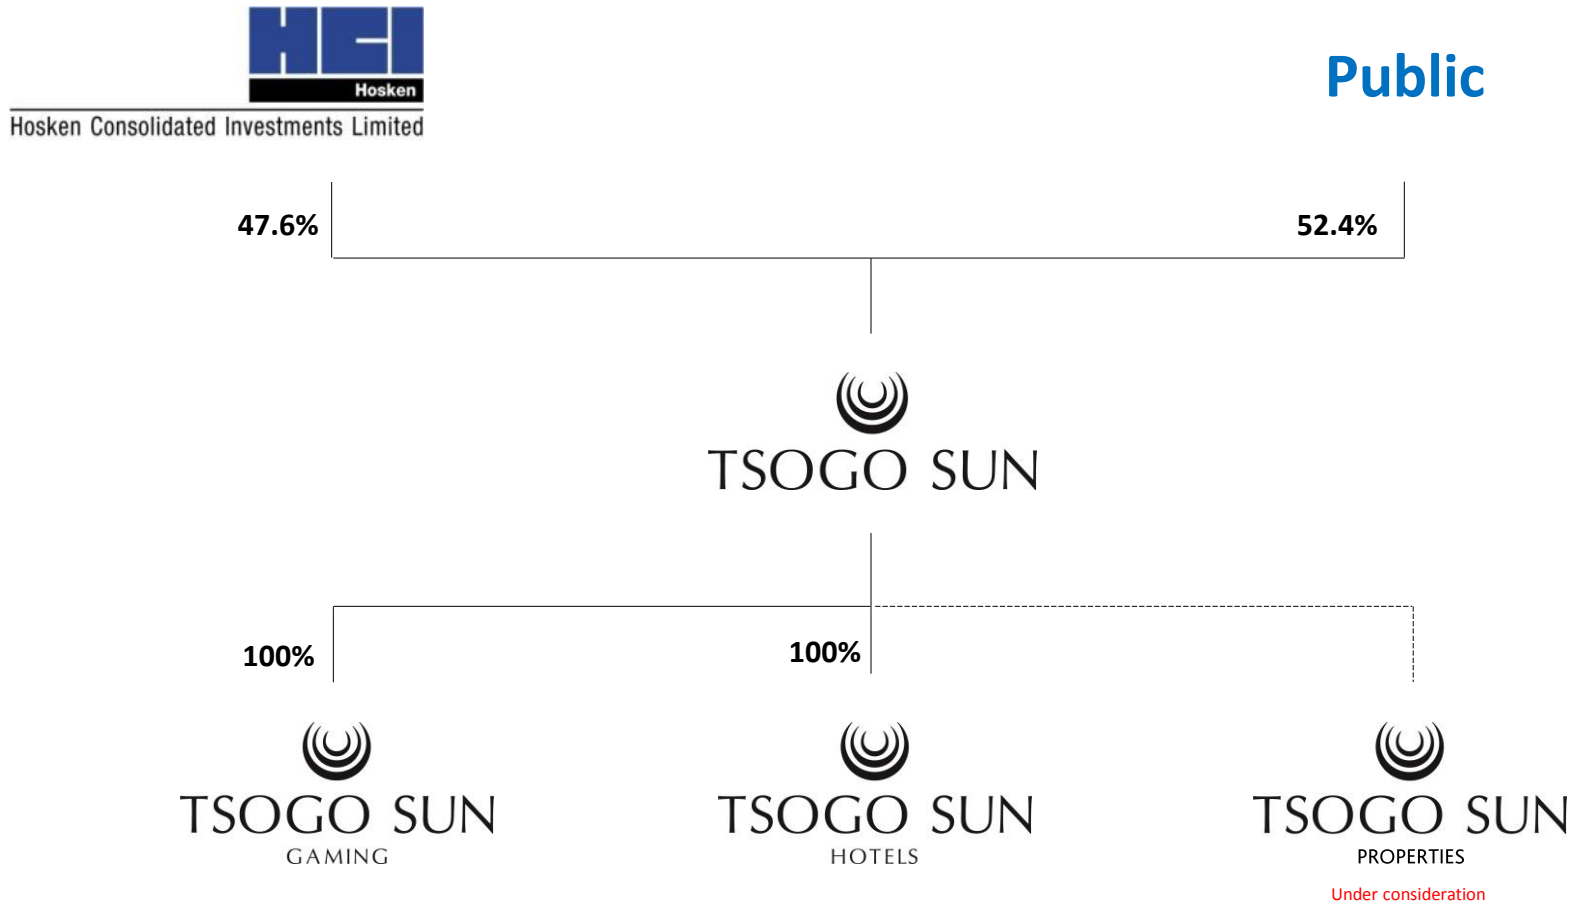 HCI
Hosken
Hosken Consolidated Investments Limited
Public
47.6%
52.4%
TSOGO SUN
100%
100%
TSOGO SUN
GAMING
TSOGO SUN
HOTELS
TSOGO SUN
PROPERTIES
Under consideration